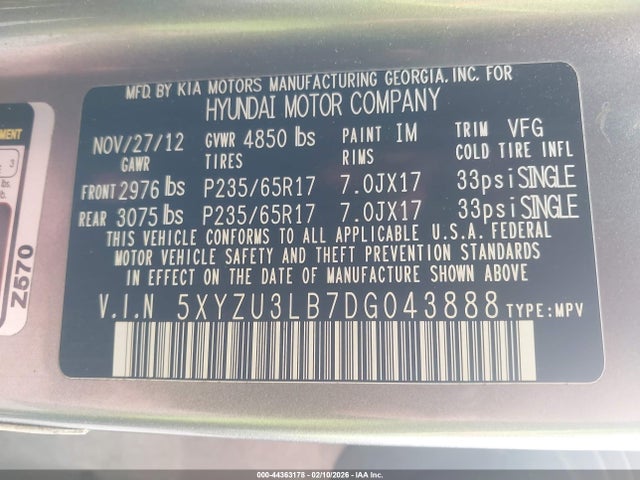 MFD. BY KIA MOTORS MANUFACTURING GEORGIA, INC. FOR
HYUNDAI MOTOR COMPANY
NOV/27/12 GVWR 4850 lbs PAINT IM TRIM VFG
GAWR TIRES RIMS COLD TIRE INFL
FRONT 2976 lbs P235/65R17 7.0JX17 33psi SINGLE
REAR 3075 lbs P235/65R17 7.0JX17 33psi SINGLE
THIS VEHICLE CONFORMS TO ALL APPLICABLE U.S.A. FEDERAL
MOTOR VEHICLE SAFETY AND THEFT PREVENTION STANDARDS
IN EFFECT ON THE DATE OF MANUFACTURE SHOWN ABOVE
V.I.N 5XYZU3LB7DG043888 TYPE:MPV
Z570
3
lbs.
000-44363178 - 02/10/2026 - IAA Inc.